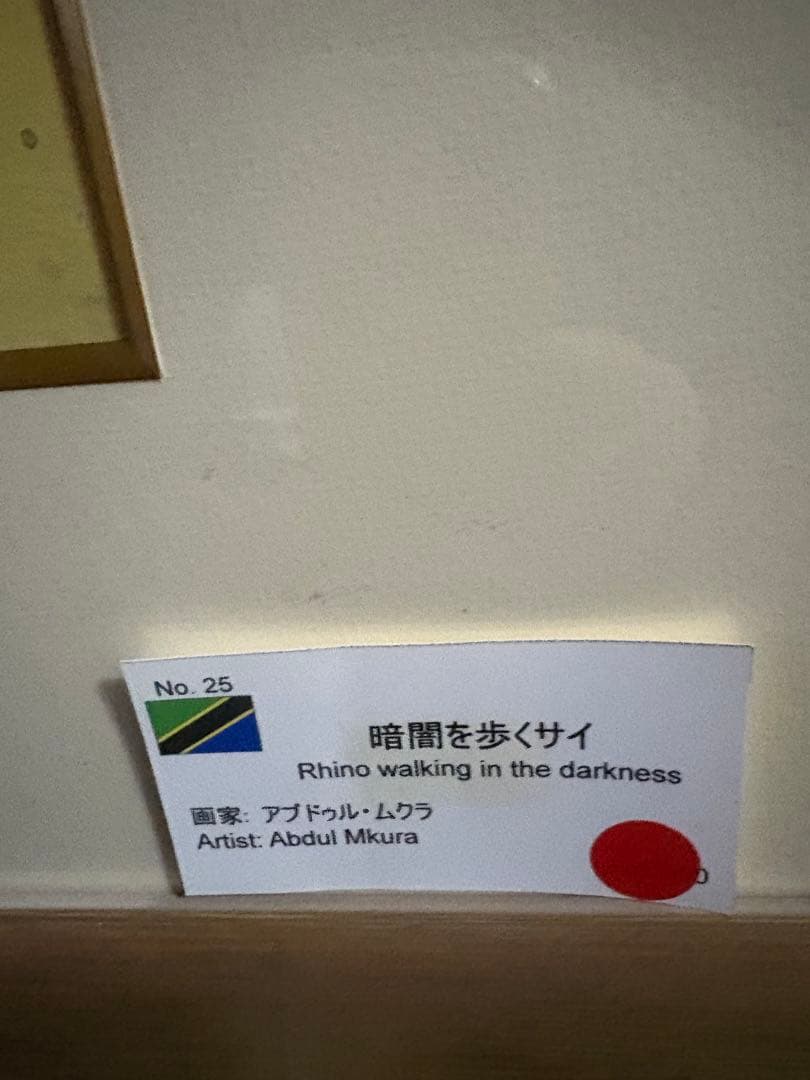 No. 25
暗闇を歩くサイ
Rhino walking in the darkness
画家: アブドゥル・ムクラ
Artist: Abdul Mkura
0